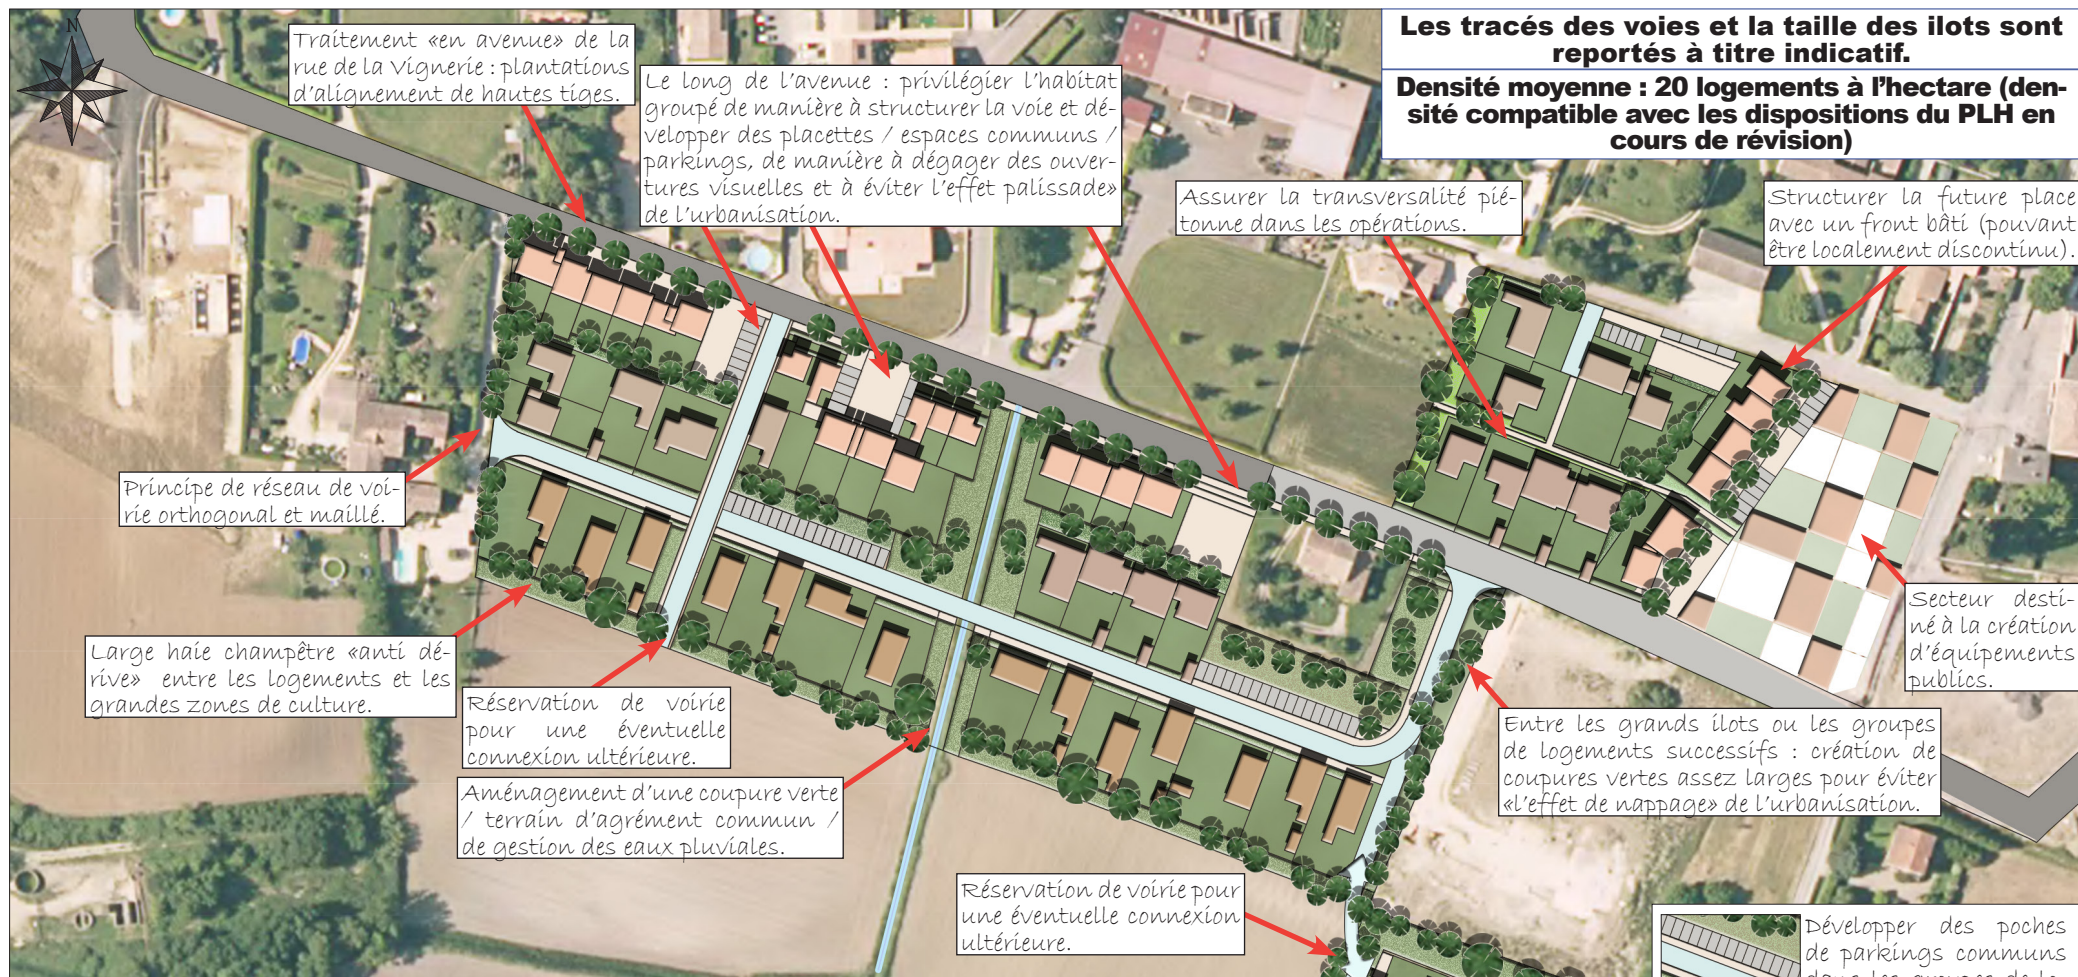 N
Traitement «en avenue» de la
rue de la Vignerie : plantations
d'alignement de hautes tiges.
Le long de l'avenue : privilégier l'habitat
groupé de manière à structurer la voie et dé-
velopper des placettes / espaces communs /
parkings, de manière à dégager des ouver-
tures visuelles et à éviter l'effet palissade»
de l'urbanisation.
Les tracés des voies et la taille des ilots sont
reportés à titre indicatif.
Densité moyenne : 20 logements à l'hectare (den-
sité compatible avec les dispositions du PLH en
cours de révision)
Assurer la transversalité pié-
tonne dans les opérations.
Structurer la future place
avec un front bâti (pouvant
être localement discontinu).
Principe de réseau de voi-
rie orthogonal et maillé.
Large haie champêtre «anti dé-
rive» entre les logements et les
grandes zones de culture.
Réservation de voirie
pour une éventuelle
connexion ultérieure.
Aménagement d'une coupure verte
/ terrain d'agrément commun /
de gestion des eaux pluviales.
Secteur desti-
né à la création
d'équipements
publics.
Entre les grands ilots ou les groupes
de logements successifs : création de
coupures vertes assez larges pour éviter
«l'effet de nappage» de l'urbanisation.
Réservation de voirie pour
une éventuelle connexion
ultérieure.
Développer des poches
de parkings communs